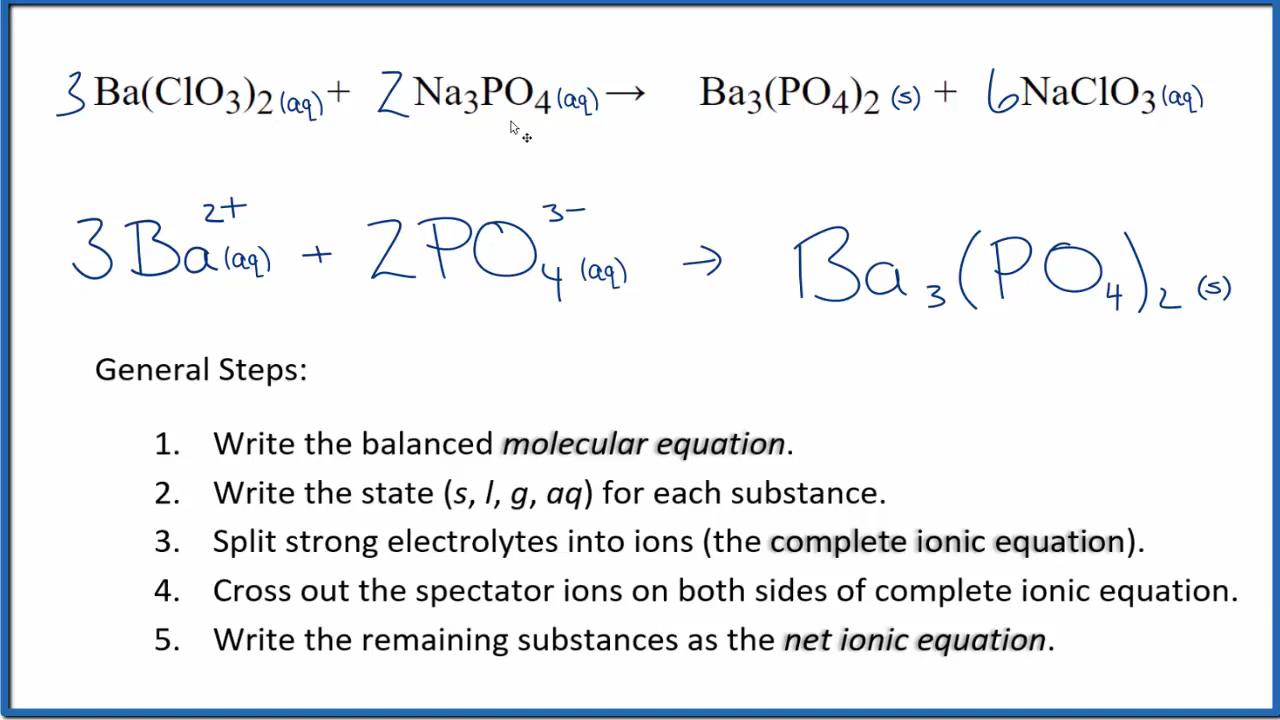 3Ba(ClO₃)₂(aq) + 2Na₃PO₄(aq) → Ba₃(PO₄)₂(s) + 6NaClO₃(aq)
3Ba²⁺(aq) + 2PO₄³⁻(aq) → Ba₃(PO₄)₂(s)
General Steps:
1. Write the balanced molecular equation.
2. Write the state (s, l, g, aq) for each substance.
3. Split strong electrolytes into ions (the complete ionic equation).
4. Cross out the spectator ions on both sides of complete ionic equation.
5. Write the remaining substances as the net ionic equation.